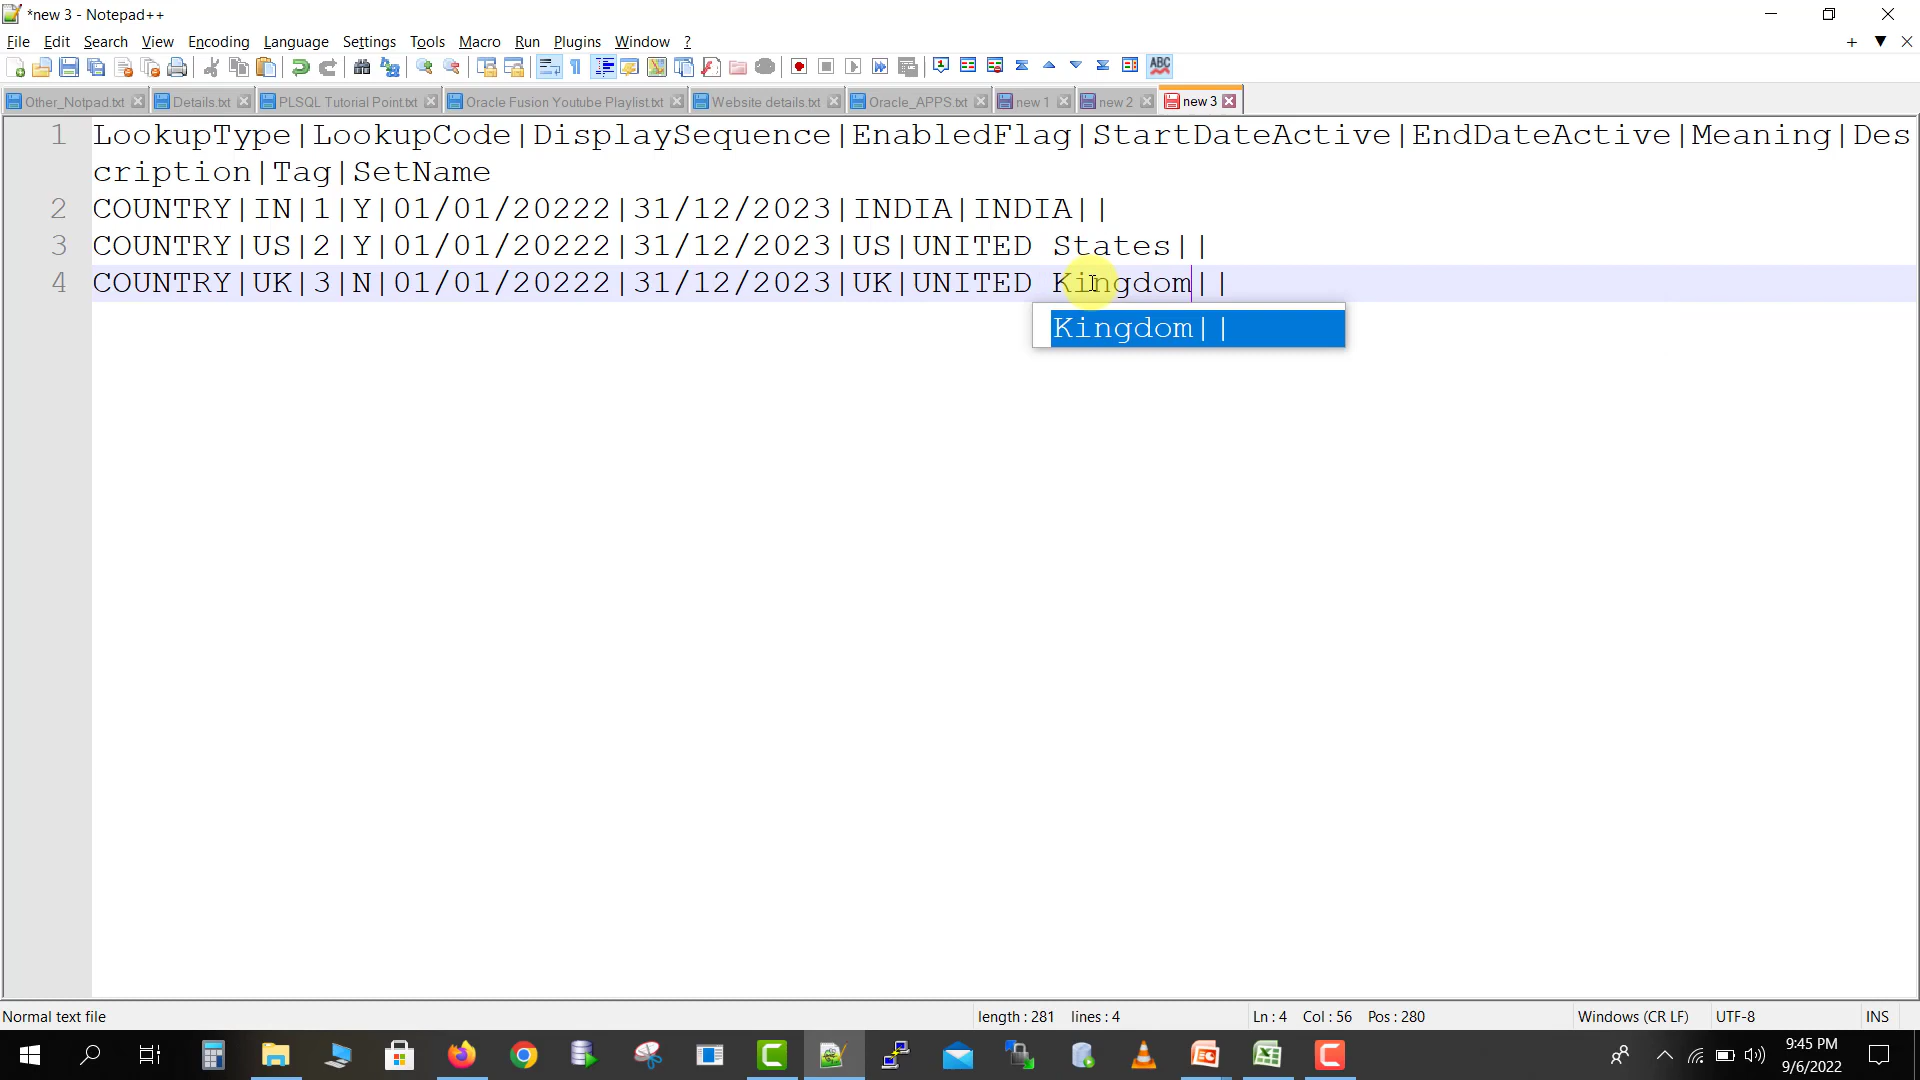 *new 3 - Notepad++
File Edit Search View Encoding Language Settings Tools Macro Run Plugins Window ?
Other_Notpad.txt Details.txt PLSQL Tutorial Point.txt Oracle Fusion Youtube Playlist.txt Website details.txt Oracle_APPS.txt new 1 new 2 new 3
1 LookupType|LookupCode|DisplaySequence|EnabledFlag|StartDateActive|EndDateActive|Meaning|Des
cription|Tag|SetName
2 COUNTRY|IN|1|Y|01/01/20222|31/12/2023|INDIA|INDIA||
3 COUNTRY|US|2|Y|01/01/20222|31/12/2023|US|UNITED States||
4 COUNTRY|UK|3|N|01/01/20222|31/12/2023|UK|UNITED Kingdom||
Kingdom||
Normal text file length : 281 lines : 4 Ln : 4 Col : 56 Pos : 280 Windows (CR LF) UTF-8 INS
9:45 PM
9/6/2022